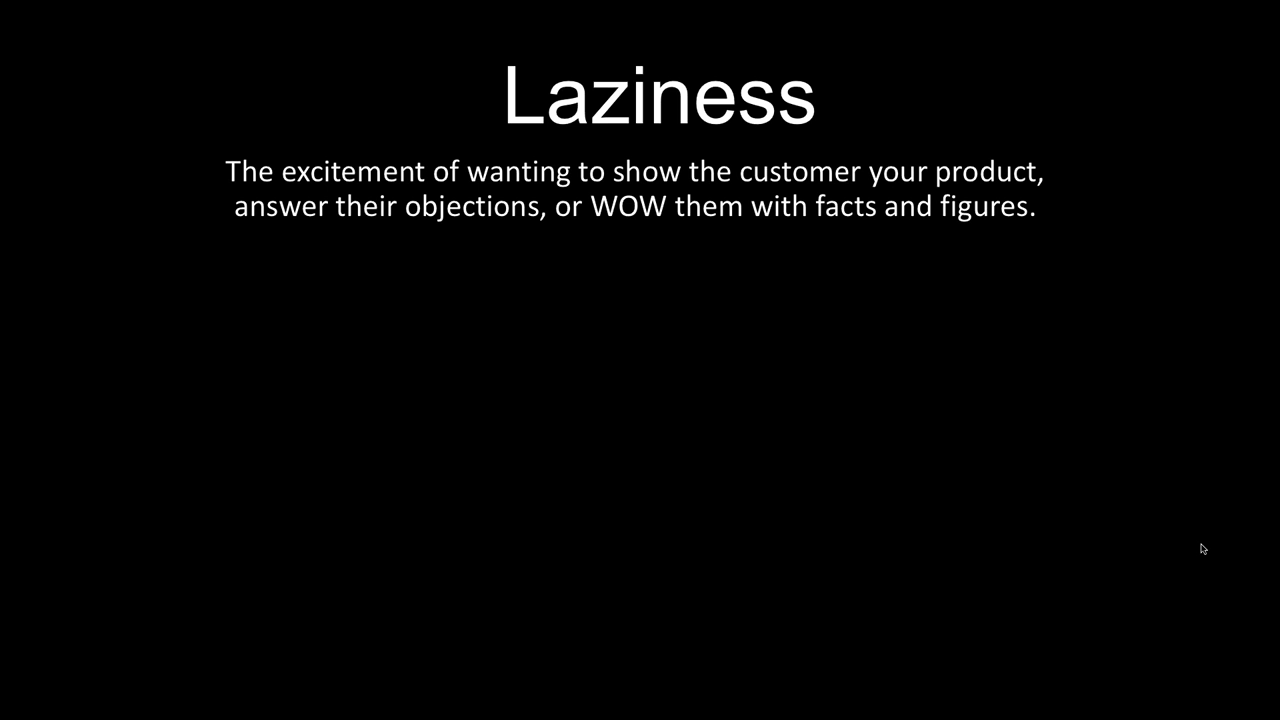 Laziness
The excitement of wanting to show the customer your product,
answer their objections, or WOW them with facts and figures.